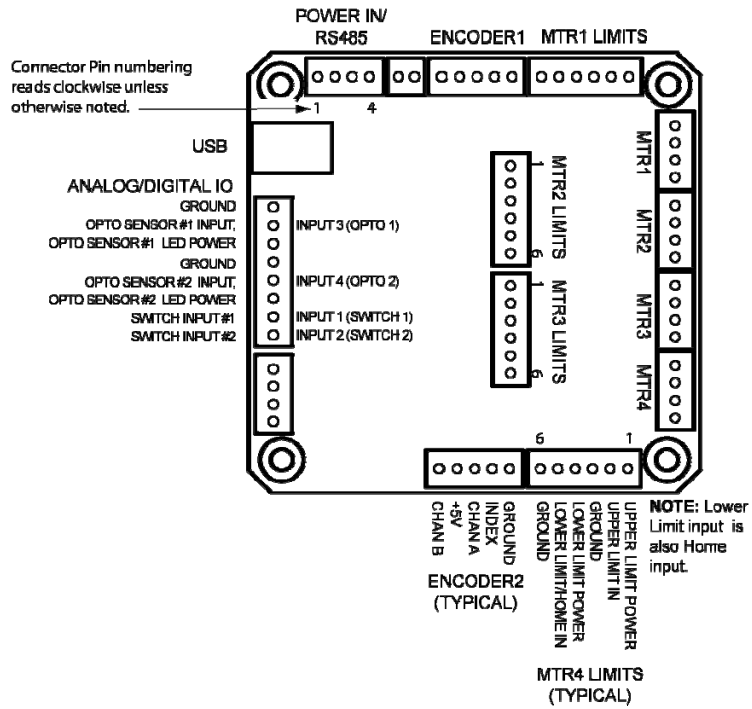 POWER IN/
RS485
ENCODER1
MTR1 LIMITS
Connector Pin numbering
reads clockwise unless
otherwise noted.
1
4
USB
MTR1
MTR2
MTR3
MTR4
1
MTR2 LIMITS
6
1
MTR3 LIMITS
6
ANALOG/DIGITAL IO
GROUND
OPTO SENSOR #1 INPUT,
INPUT 3 (OPTO 1)
OPTO SENSOR #1 LED POWER
GROUND
OPTO SENSOR #2 INPUT,
INPUT 4 (OPTO 2)
OPTO SENSOR #2 LED POWER
SWITCH INPUT #1
INPUT 1 (SWITCH 1)
SWITCH INPUT #2
INPUT 2 (SWITCH 2)
6
1
CHAN B
+5V
CHAN A
INDEX
GROUND
ENCODER2
(TYPICAL)
GROUND
LOWER LIMIT/HOME IN
LOWER LIMIT POWER
GROUND
UPPER LIMIT IN
UPPER LIMIT POWER
MTR4 LIMITS
(TYPICAL)
NOTE: Lower
Limit input is
also Home
input.